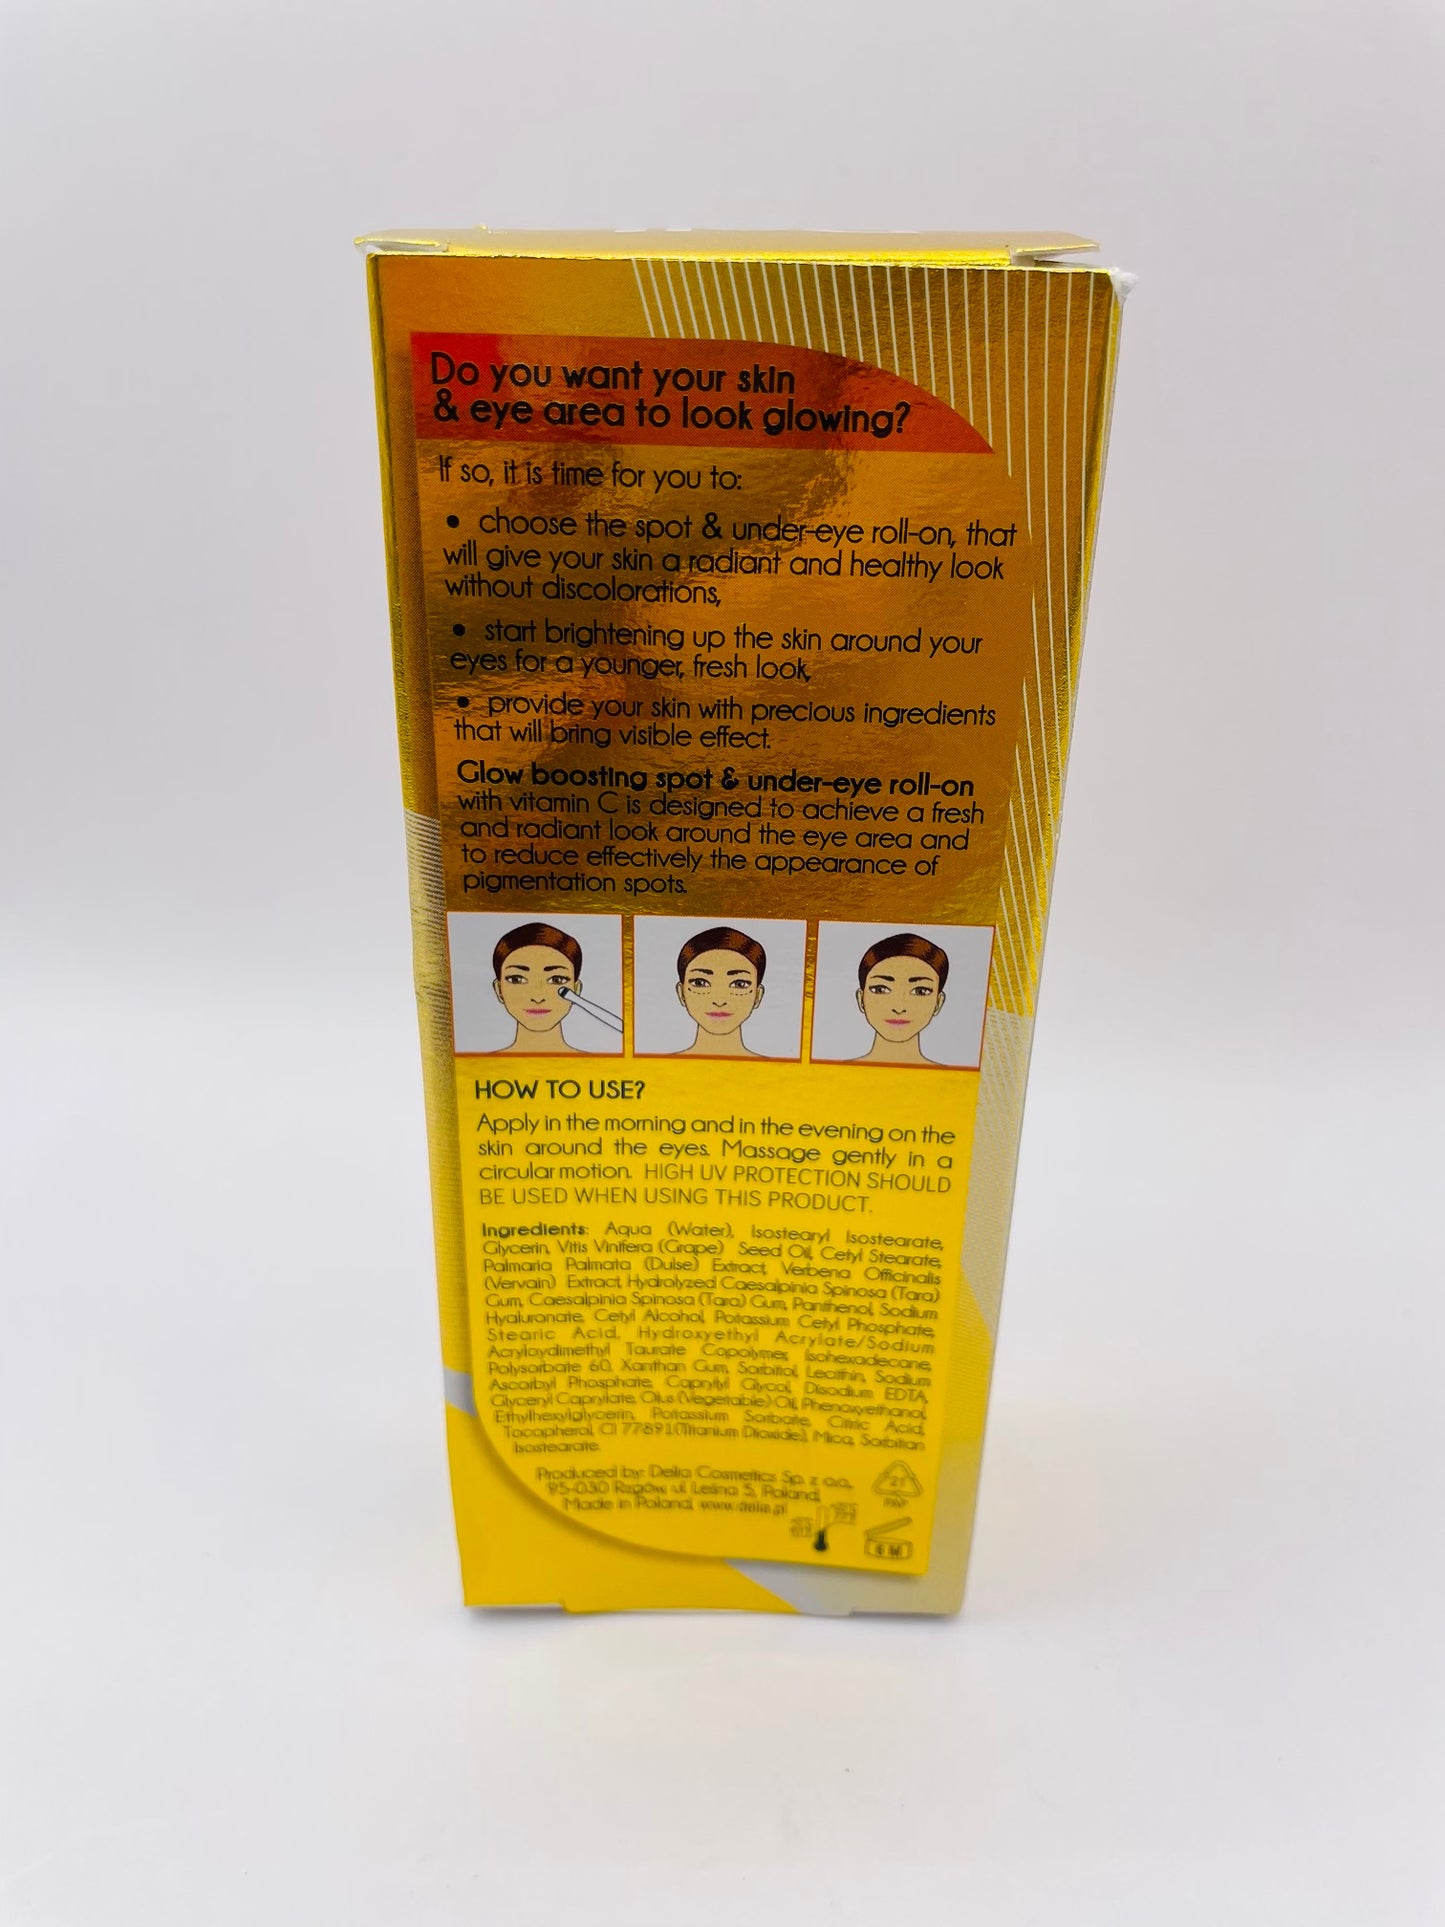 Do you want your skin
& eye area to look glowing?
If so, it is time for you to:
• choose the spot & under-eye roll-on, that
will give your skin a radiant and healthy look
without discolorations,
• start brightening up the skin around your
eyes for a younger, fresh look,
• provide your skin with precious ingredients
that will bring visible effect.
Glow boosting spot & under-eye roll-on
with vitamin C is designed to achieve a fresh
and radiant look around the eye area and
to reduce effectively the appearance of
pigmentation spots.
HOW TO USE?
Apply in the morning and in the evening on the
skin around the eyes. Massage gently in a
circular motion. HIGH UV PROTECTION SHOULD
BE USED WHEN USING THIS PRODUCT.
Ingredients: Aqua (Water), Isostearyl Isostearate,
Glycerin, Vitis Vinifera (Grape) Seed Oil, Cetyl Stearate,
Palmaria Palmata (Dulse) Extract, Verbena Officinalis
(Vervain) Extract, Hydrolyzed Caesalpinia Spinosa (Tara)
Gum, Caesalpinia Spinosa (Tara) Gum, Panthenol, Sodium
Hyaluronate, Cetyl Alcohol, Potassium Cetyl Phosphate,
Stearic Acid, Hydroxyethyl Acrylate/Sodium
Acryloydimethyl Taurate Copolymer, Isohexadecane,
Polysorbate 60, Xanthan Gum, Sorbitol, Lecithin, Sodium
Ascorbyl Phosphate, Caprylyl Glycol, Disodium EDTA,
Glyceryl Caprylate, Olus (Vegetable) Oil, Phenoxyethanol,
Ethylhexylglycerin, Potassium Sorbate, Citric Acid,
Tocopherol, CI 77891 (Titanium Dioxide), Mica, Sorbitan
Isostearate.
Produced by: Delia Cosmetics Sp. z o.o.,
95-030 Rzgów, ul. Leśna 5, Poland,
Made in Poland, www.delia.pl
21
PAP
6 M